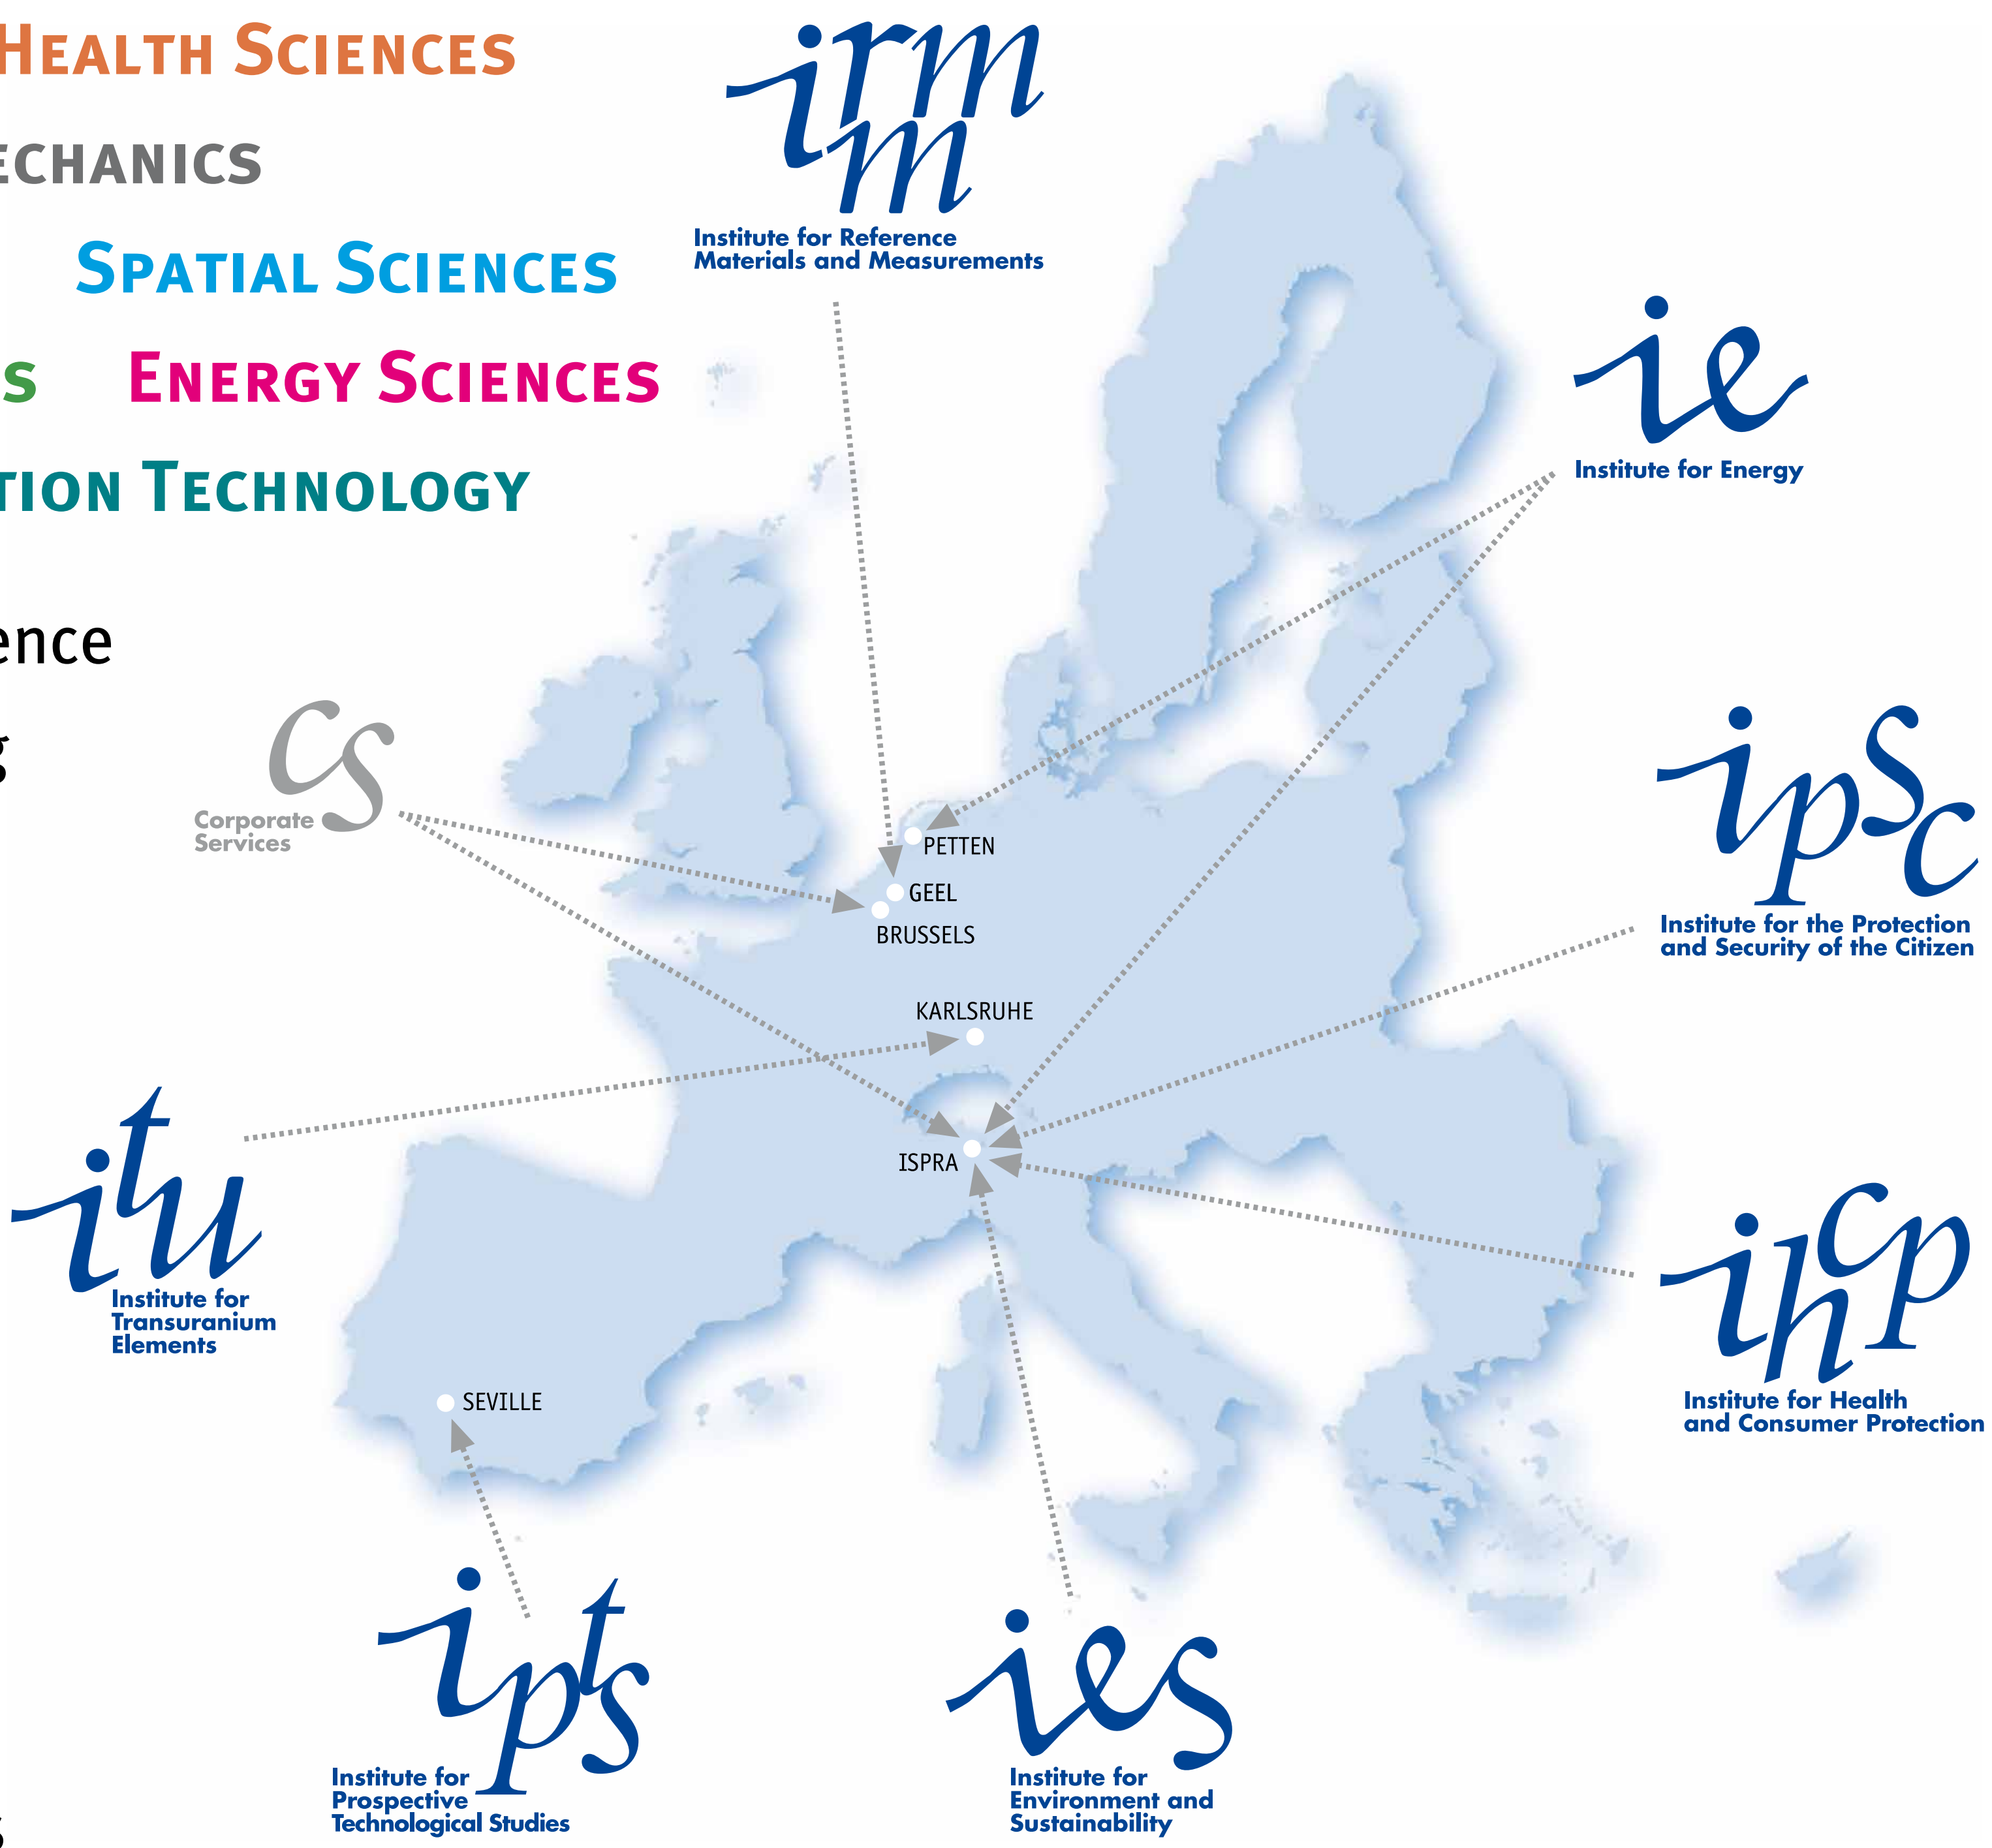 HEALTH SCIENCES
ECHANICS
SPATIAL SCIENCES
S ENERGY SCIENCES
TION TECHNOLOGY
ence
g
s
irmm
Institute for Reference
Materials and Measurements
ie
Institute for Energy
cs
Corporate
Services
ipsc
Institute for the Protection
and Security of the Citizen
PETTEN
GEEL
BRUSSELS
KARLSRUHE
ISPRA
SEVILLE
itu
Institute for
Transuranium
Elements
ihcp
Institute for Health
and Consumer Protection
ipts
Institute for
Prospective
Technological Studies
ies
Institute for
Environment and
Sustainability